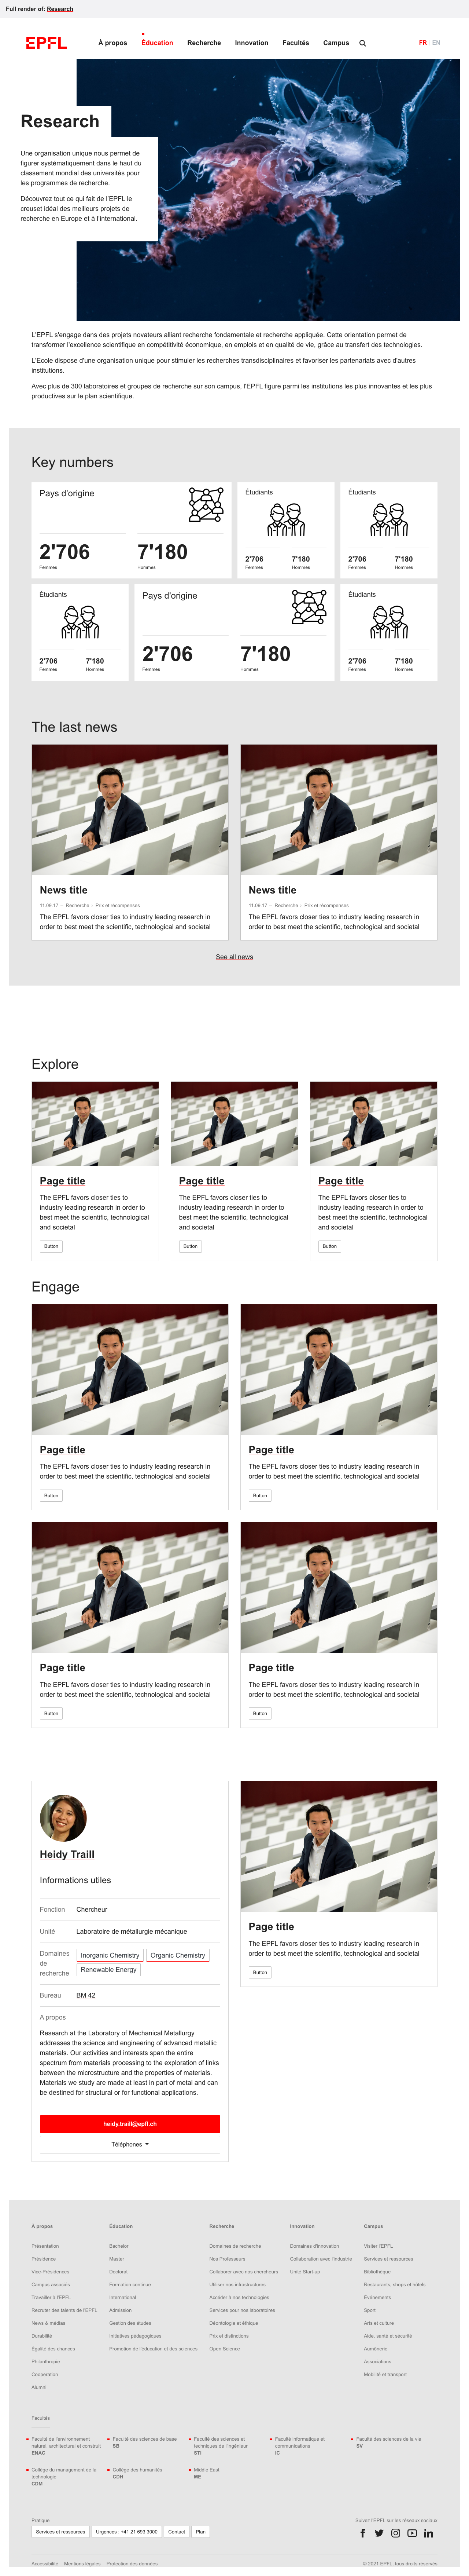 Full render of: Research
EPFL
À propos Éducation Recherche Innovation Facultés Campus
FR EN
Research
Une organisation unique nous permet de
figurer systématiquement dans le haut du
classement mondial des universités pour
les programmes de recherche.
Découvrez tout ce qui fait de l'EPFL le
creuset idéal des meilleurs projets de
recherche en Europe et à l'international.
L'EPFL s'engage dans des projets novateurs alliant recherche fondamentale et recherche appliquée. Cette orientation permet de
transformer l'excellence scientifique en compétitivité économique, en emplois et en qualité de vie, grâce au transfert des technologies.
L'Ecole dispose d'une organisation unique pour stimuler les recherches transdisciplinaires et favoriser les partenariats avec d'autres
institutions.
Avec plus de 300 laboratoires et groupes de recherche sur son campus, l'EPFL figure parmi les institutions les plus innovantes et les plus
productives sur le plan scientifique.
Key numbers
Pays d'origine
2'706 7'180
Femmes Hommes
Étudiants
2'706 7'180
Femmes Hommes
Étudiants
2'706 7'180
Femmes Hommes
Étudiants
2'706 7'180
Femmes Hommes
Pays d'origine
2'706 7'180
Femmes Hommes
Étudiants
2'706 7'180
Femmes Hommes
The last news
News title
11.09.17 – Recherche › Prix et récompenses
The EPFL favors closer ties to industry leading research in
order to best meet the scientific, technological and societal
News title
11.09.17 – Recherche › Prix et récompenses
The EPFL favors closer ties to industry leading research in
order to best meet the scientific, technological and societal
See all news
Explore
Page title
The EPFL favors closer ties to
industry leading research in order to
best meet the scientific, technological
and societal
Button
Page title
The EPFL favors closer ties to
industry leading research in order to
best meet the scientific, technological
and societal
Button
Page title
The EPFL favors closer ties to
industry leading research in order to
best meet the scientific, technological
and societal
Button
Engage
Page title
The EPFL favors closer ties to industry leading research in
order to best meet the scientific, technological and societal
Button
Page title
The EPFL favors closer ties to industry leading research in
order to best meet the scientific, technological and societal
Button
Page title
The EPFL favors closer ties to industry leading research in
order to best meet the scientific, technological and societal
Button
Page title
The EPFL favors closer ties to industry leading research in
order to best meet the scientific, technological and societal
Button
Heidy Traill
Informations utiles
Fonction Chercheur
Unité Laboratoire de métallurgie mécanique
Domaines de recherche
Inorganic Chemistry Organic Chemistry
Renewable Energy
Bureau BM 42
A propos
Research at the Laboratory of Mechanical Metallurgy
addresses the science and engineering of advanced metallic
materials. Our activities and interests span the entire
spectrum from materials processing to the exploration of links
between the microstructure and the properties of materials.
Materials we study are made at least in part of metal and can
be destined for structural or for functional applications.
heidy.traill@epfl.ch
Téléphones
Page title
The EPFL favors closer ties to industry leading research in
order to best meet the scientific, technological and societal
Button
À propos
Présentation
Présidence
Vice-Présidences
Campus associés
Travailler à l'EPFL
Recruter des talents de l'EPFL
News & médias
Durabilité
Égalité des chances
Philanthropie
Coopération
Alumni
Éducation
Bachelor
Master
Doctorat
Formation continue
International
Admission
Gestion des études
Initiatives pédagogiques
Promotion de l'éducation et des sciences
Recherche
Domaines de recherche
Nos Professeurs
Collaborer avec nos chercheurs
Utiliser nos infrastructures
Accéder à nos technologies
Services pour nos laboratoires
Déontologie et éthique
Prix et distinctions
Open Science
Innovation
Domaines d'innovation
Collaboration avec l'industrie
Unité Start-up
Campus
Visiter l'EPFL
Services et ressources
Bibliothèque
Restaurants, shops et hôtels
Événements
Sport
Arts et culture
Aide, santé et sécurité
Aumônerie
Associations
Mobilité et transport
Facultés
Faculté de l'environnement
naturel, architectural et construit
ENAC
Faculté des sciences de base
SB
Faculté des sciences et
techniques de l'ingénieur
STI
Faculté informatique et
communications
IC
Faculté des sciences de la vie
SV
Collège du management de la
technologie
CDM
Collège des humanités
CDH
Middle East
ME
Pratique
Services et ressources Urgences : +41 21 693 3000 Contact Plan
Suivez l'EPFL sur les réseaux sociaux
Accessibilité Mentions légales Protection des données
© 2021 EPFL, tous droits réservés